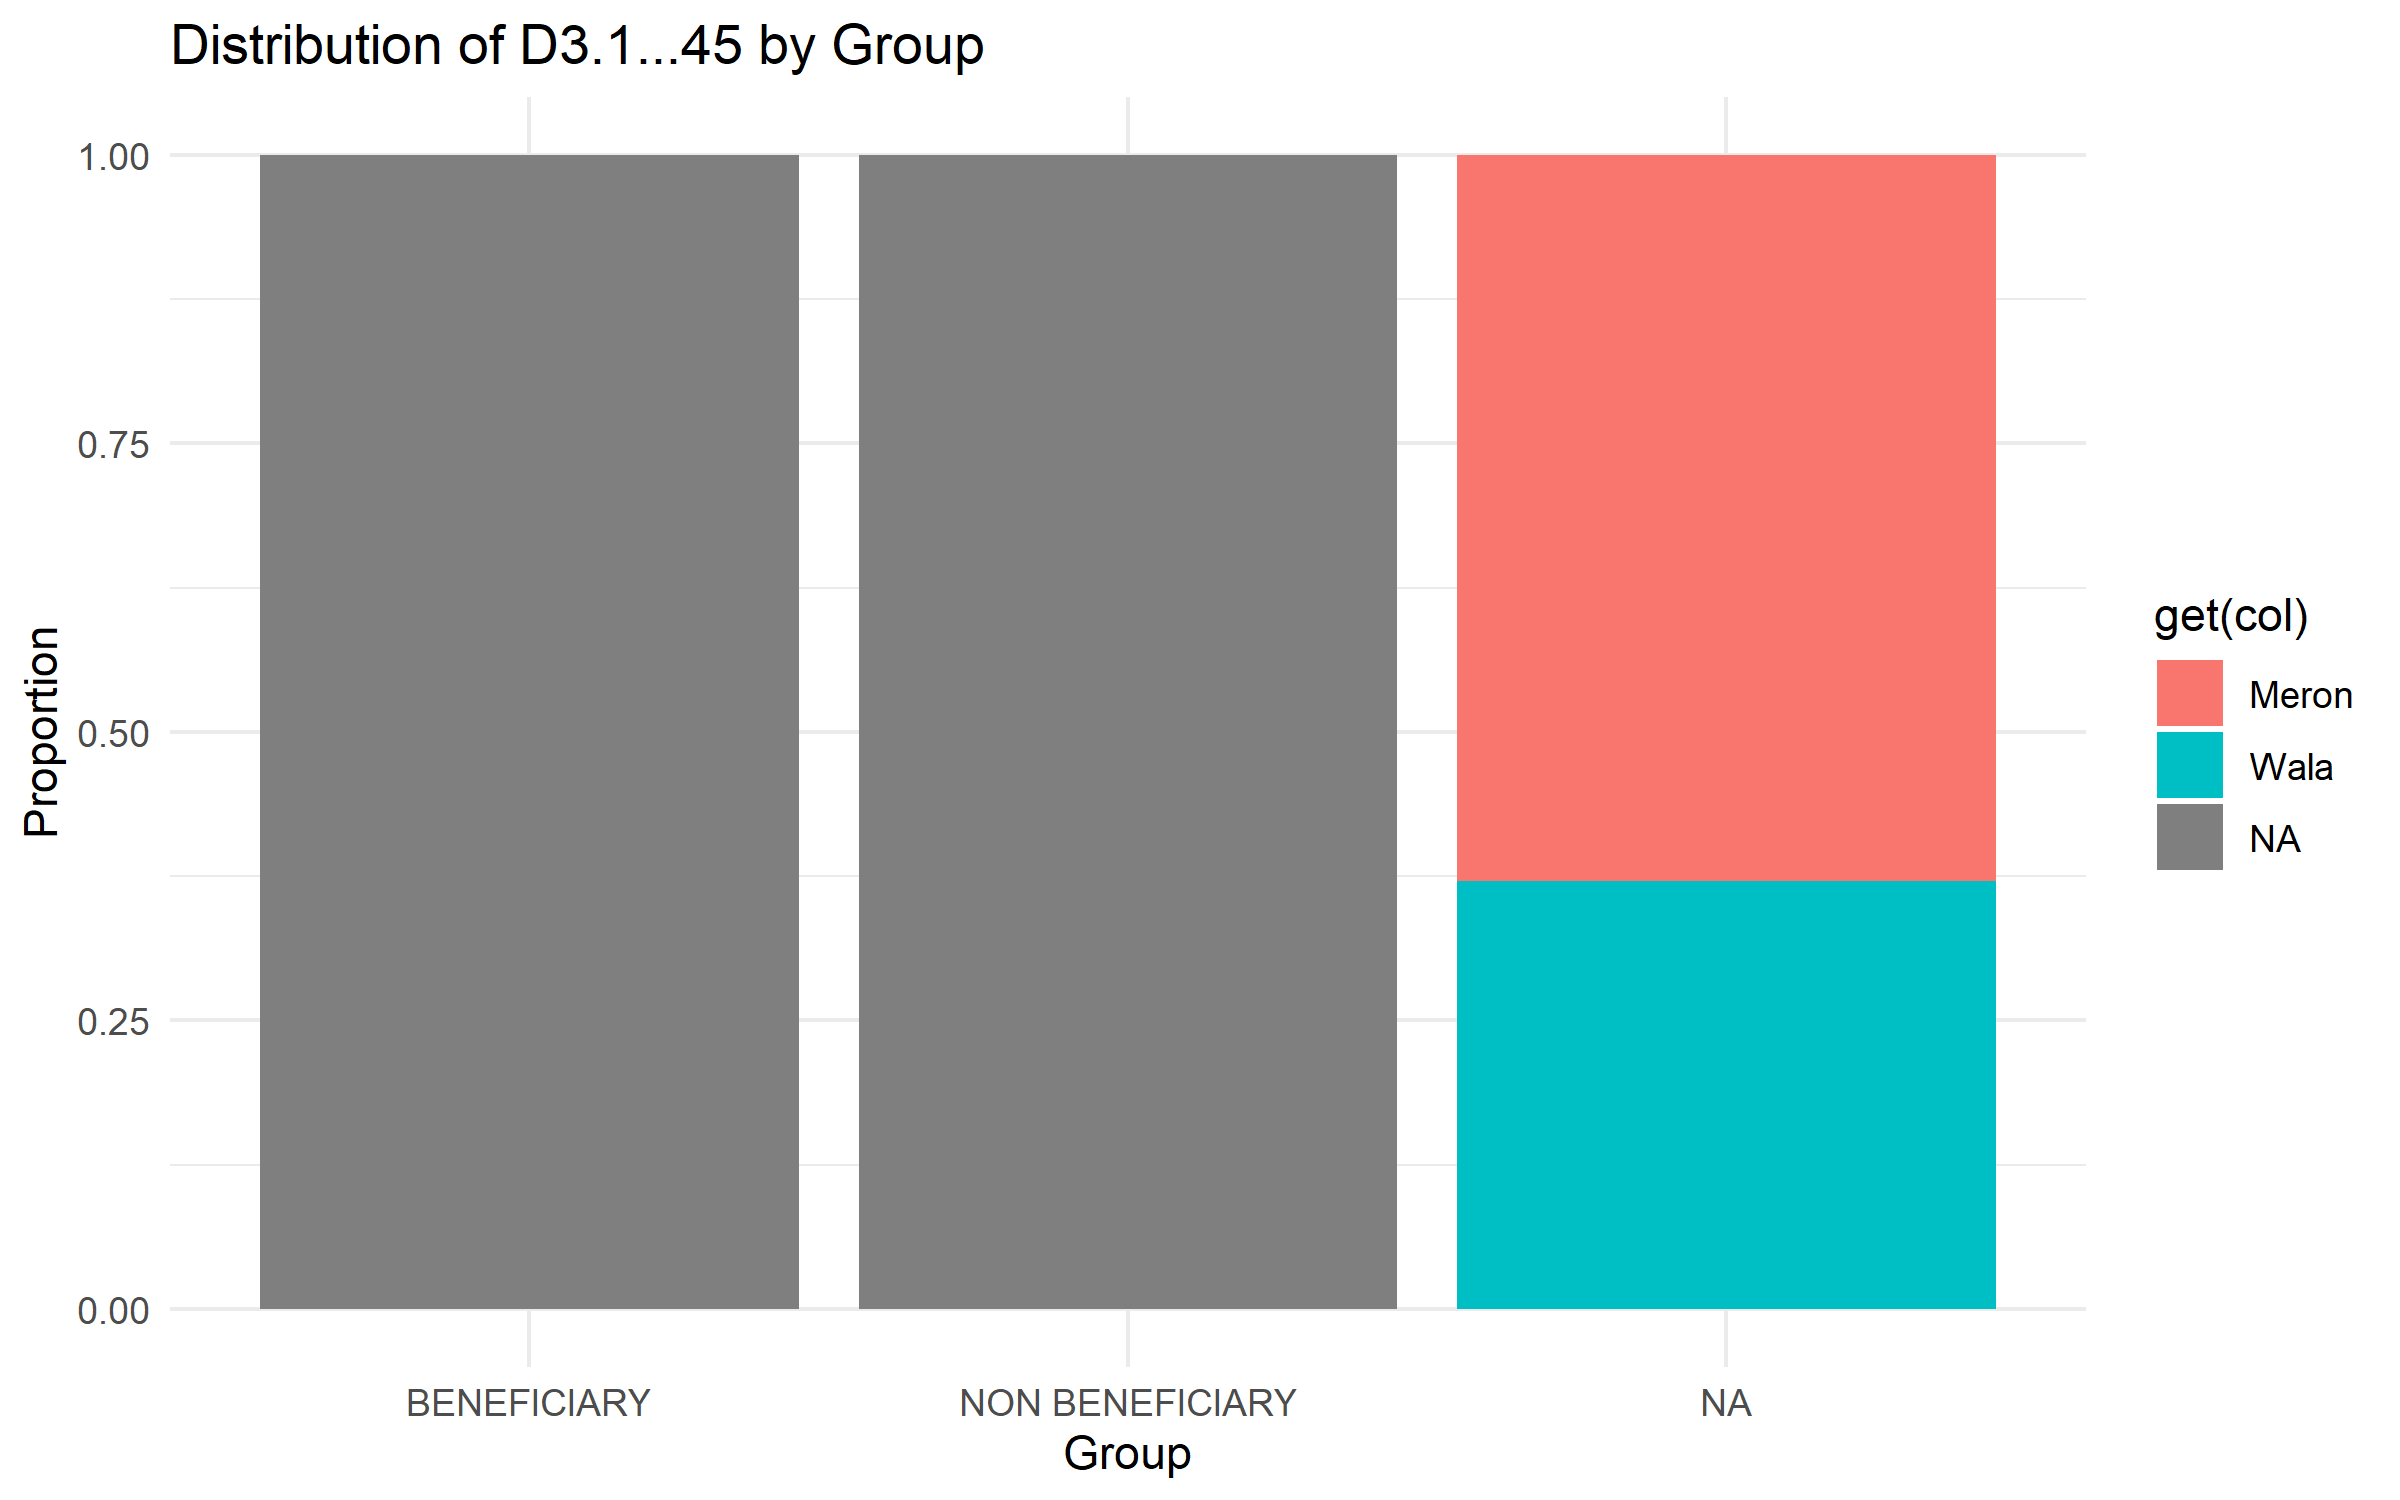 Distribution of D3.1...45 by Group
1.00
0.75
0.50
0.25
0.00
Proportion
BENEFICIARY
NON BENEFICIARY
NA
Group
get(col)
Meron
Wala
NA